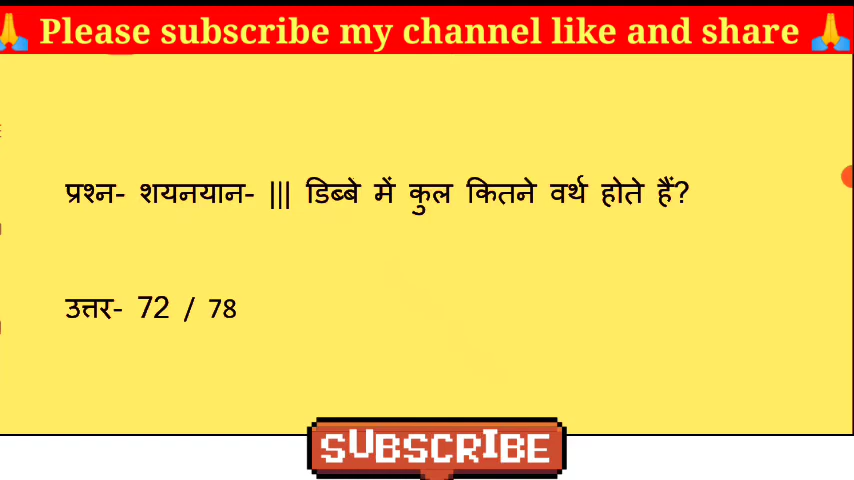 🙏 Please subscribe my channel like and share 🙏
प्रश्न- शयनयान- ||| डिब्बे में कुल कितने वर्थ होते हैं?
उत्तर- 72 / 78
SUBSCRIBE